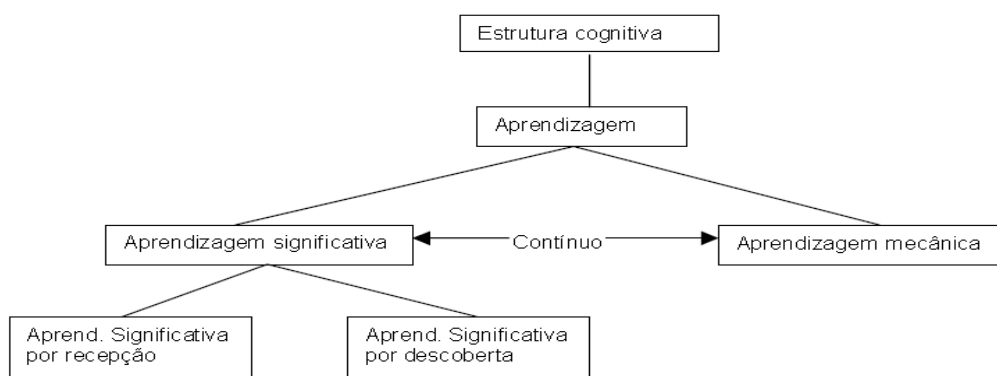 Estrutura cognitiva
Aprendizagem
Aprendizagem significativa
Contínuo
Aprendizagem mecânica
Aprend. Significativa
por recepção
Aprend. Significativa
por descoberta